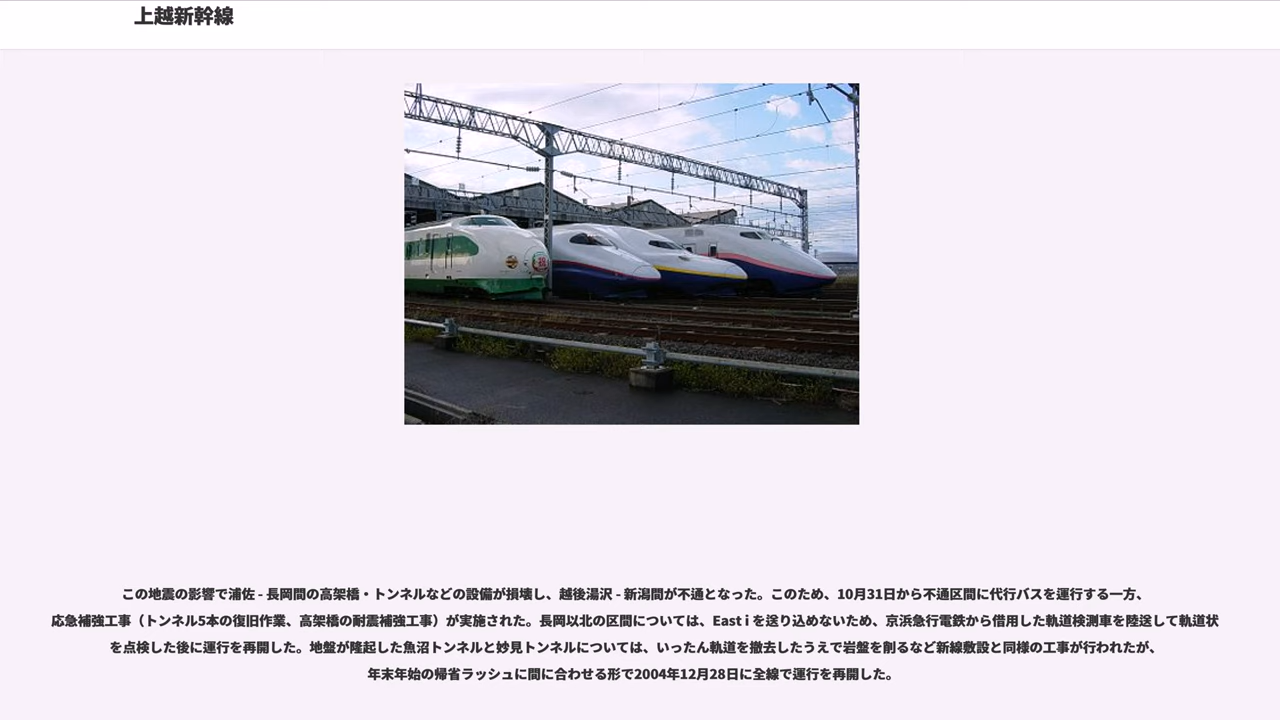 上越新幹線
この地震の影響で浦佐 - 長岡間の高架橋・トンネルなどの設備が損壊し、越後湯沢 - 新潟間が不通となった。このため、10月31日から不通区間に代行バスを運行する一方、
応急補強工事（トンネル5本の復旧作業、高架橋の耐震補強工事）が実施された。長岡以北の区間については、East i を送り込めないため、京浜急行電鉄から借用した軌道検測車を陸送して軌道状
を点検した後に運行を再開した。地盤が隆起した魚沼トンネルと妙見トンネルについては、いったん軌道を撤去したうえで岩盤を削るなど新線敷設と同様の工事が行われたが、
年末年始の帰省ラッシュに間に合わせる形で2004年12月28日に全線で運行を再開した。